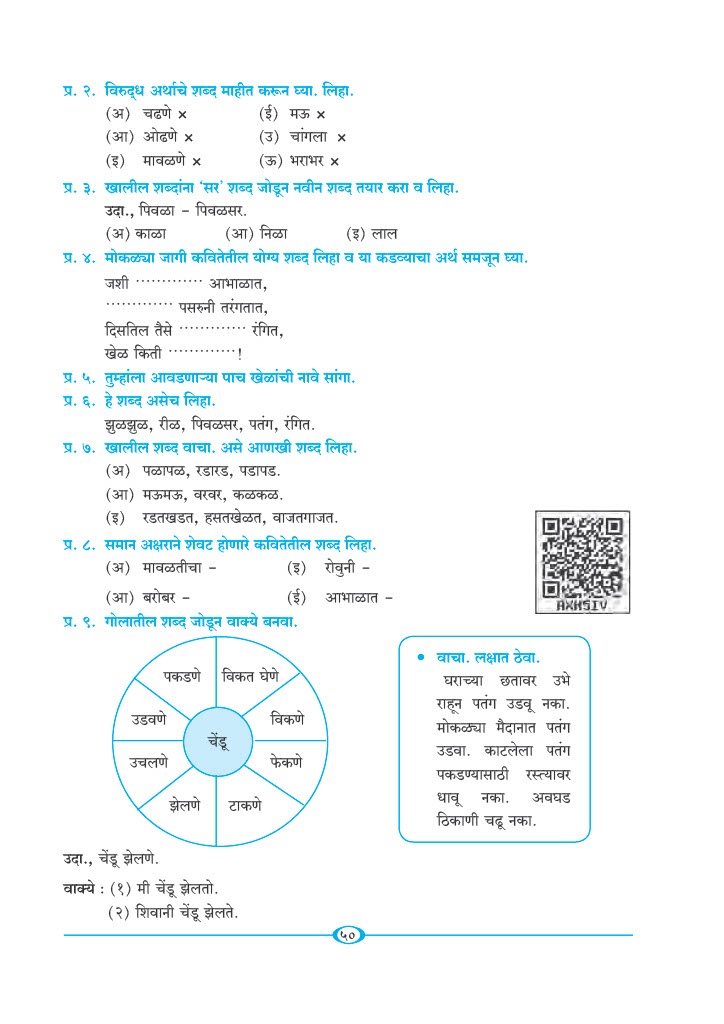 प्र. २. विरुद्ध अर्थाचे शब्द माहीत करून घ्या. लिहा.
(अ) चढणे × (ई) मऊ ×
(आ) ओढणे × (उ) चांगला ×
(इ) मावळणे × (ऊ) भराभर ×
प्र. ३. खालील शब्दांना ‘सर’ शब्द जोडून नवीन शब्द तयार करा व लिहा.
उदा., पिवळा – पिवळसर.
(अ) काळा (आ) निळा (इ) लाल
प्र. ४. मोकळ्या जागी कवितेतील योग्य शब्द लिहा व या कडव्याचा अर्थ समजून घ्या.
जशी ············· आभाळात,
············· पसरुनी तरंगतात,
दिसतिल तैसे ············· रंगित,
खेळ किती ·············!
प्र. ५. तुम्हांला आवडणाऱ्या पाच खेळांची नावे सांगा.
प्र. ६. हे शब्द असेच लिहा.
झुळझुळ, रीळ, पिवळसर, पतंग, रंगित.
प्र. ७. खालील शब्द वाचा. असे आणखी शब्द लिहा.
(अ) पळापळ, रडारड, पडापड.
(आ) मऊमऊ, वरवर, कळकळ.
(इ) रडतखडत, हसतखेळत, वाजतगाजत.
प्र. ८. समान अक्षराने शेवट होणारे कवितेतील शब्द लिहा.
(अ) मावळतीचा – (इ) रोवुनी –
(आ) बरोबर – (ई) आभाळात –
AXH5IV
प्र. ९. गोलातील शब्द जोडून वाक्ये बनवा.
पकडणे विकत घेणे
उडवणे विकणे
चेंडू
उचलणे फेकणे
झेलणे टाकणे
• वाचा. लक्षात ठेवा.
घराच्या छतावर उभे
राहून पतंग उडवू नका.
मोकळ्या मैदानात पतंग
उडवा. काटलेला पतंग
पकडण्यासाठी रस्त्यावर
धावू नका. अवघड
ठिकाणी चढू नका.
उदा., चेंडू झेलणे.
वाक्ये : (१) मी चेंडू झेलतो.
(२) शिवानी चेंडू झेलते.
५०